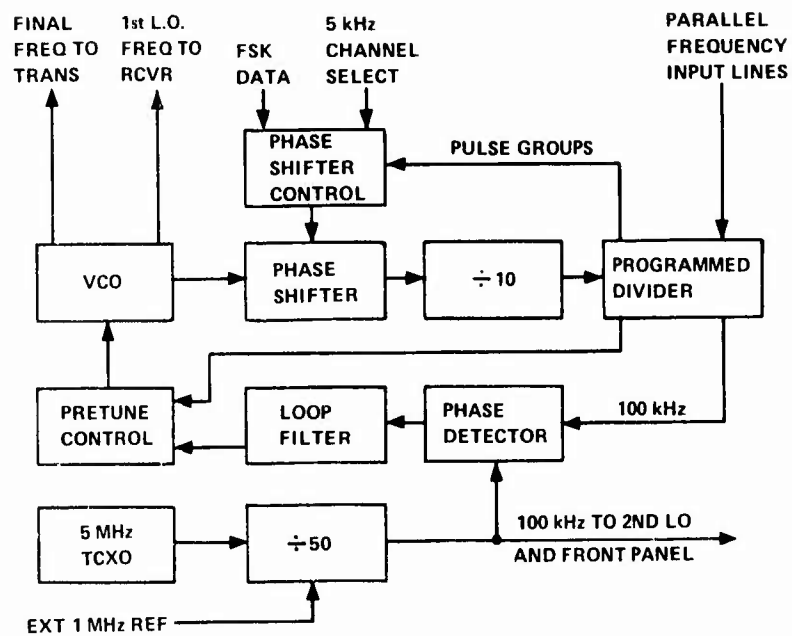 FINAL
FREQ TO
TRANS
1st L.O.
FREQ TO
RCVR
FSK
DATA
5 kHz
CHANNEL
SELECT
PARALLEL
FREQUENCY
INPUT LINES
PHASE
SHIFTER
CONTROL
PULSE GROUPS
VCO
PHASE
SHIFTER
÷10
PROGRAMMED
DIVIDER
PRETUNE
CONTROL
LOOP
FILTER
PHASE
DETECTOR
100 kHz
5 MHz
TCXO
÷50
100 kHz TO 2ND LO
AND FRONT PANEL
EXT 1 MHz REF